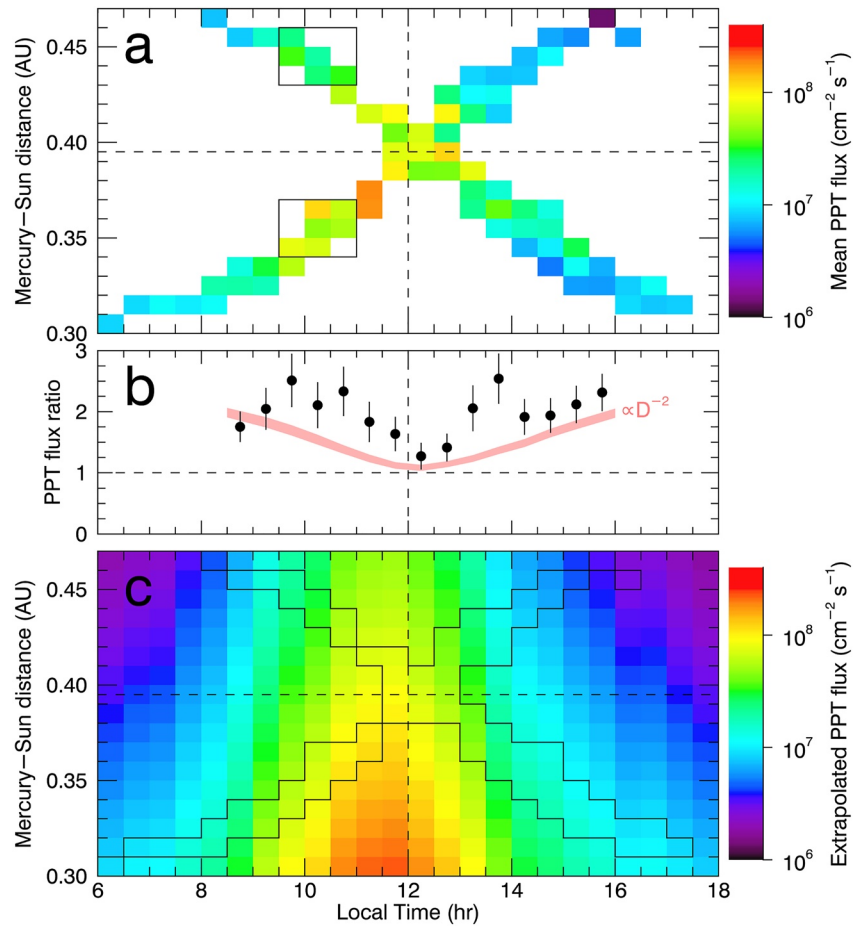 a
Mercury−Sun distance (AU)
0.45
0.40
0.35
0.30
10⁸
10⁷
10⁶
Mean PPT flux (cm⁻² s⁻¹)
b
PPT flux ratio
3
2
1
0
∝D⁻²
c
Mercury−Sun distance (AU)
0.45
0.40
0.35
0.30
6 8 10 12 14 16 18
Local Time (hr)
10⁸
10⁷
10⁶
Extrapolated PPT flux (cm⁻² s⁻¹)